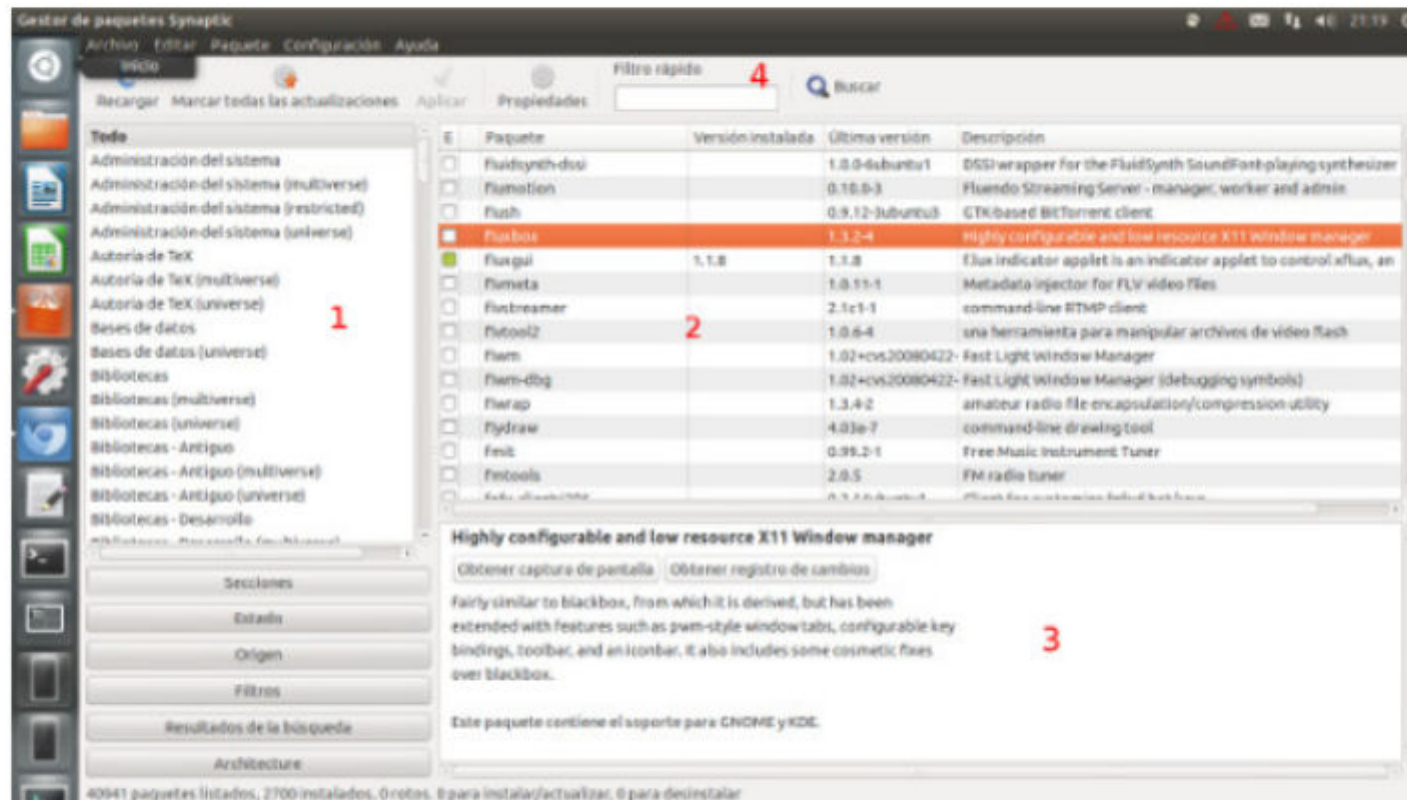 Gestor de paquetes Synaptic
21:19
Archivo Editar Paquete Configuración Ayuda
Inicio
Recargar Marcar todas las actualizaciones Aplicar Propiedades
Filtro rápido
4
Buscar
Todo
Administración del sistema
Administración del sistema (multiverse)
Administración del sistema (restricted)
Administración del sistema (universe)
Autoría de TeX
Autoría de TeX (multiverse)
Autoría de TeX (universe)
Bases de datos
Bases de datos (universe)
Bibliotecas
Bibliotecas (multiverse)
Bibliotecas (universe)
Bibliotecas - Antiguo
Bibliotecas - Antiguo (multiverse)
Bibliotecas - Antiguo (universe)
Bibliotecas - Desarrollo
1
Secciones
Estado
Origen
Filtros
Resultados de la búsqueda
Architecture
E Paquete Versión instalada Última versión Descripción
fluidsynth-dssi 1.0.0-6ubuntu1 DSSI wrapper for the FluidSynth SoundFont-playing synthesizer
flumotion 0.10.0-3 Fluendo Streaming Server - manager, worker and admin
flush 0.9.12-3ubuntu3 GTK-based BitTorrent client
fluxbox 1.3.2-4 Highly configurable and low resource X11 Window manager
fluxgui 1.1.8 1.1.8 f.lux indicator applet is an indicator applet to control xflux, an
flvmeta 1.0.11-1 Metadata injector for FLV video files
flvstreamer 2.1c1-1 command-line RTMP client
flvtool2 1.0.6-4 una herramienta para manipular archivos de video flash
flwm 1.02+cvs20080422- Fast Light Window Manager
flwm-dbg 1.02+cvs20080422- Fast Light Window Manager (debugging symbols)
flwrap 1.3.4-2 amateur radio file encapsulation/compression utility
flydraw 4.03e-7 command-line drawing tool
fmit 0.99.2-1 Free Music Instrument Tuner
fmtools 2.0.5 FM radio tuner
2
Highly configurable and low resource X11 Window manager
Obtener captura de pantalla Obtener registro de cambios
Fairly similar to blackbox, from which it is derived, but has been
extended with features such as pwm-style window tabs, configurable key
bindings, toolbar, and an iconbar. It also includes some cosmetic fixes
over blackbox.
Este paquete contiene el soporte para GNOME y KDE.
3
40941 paquetes listados, 2700 instalados, 0 rotos. 0 para instalar/actualizar, 0 para desinstalar